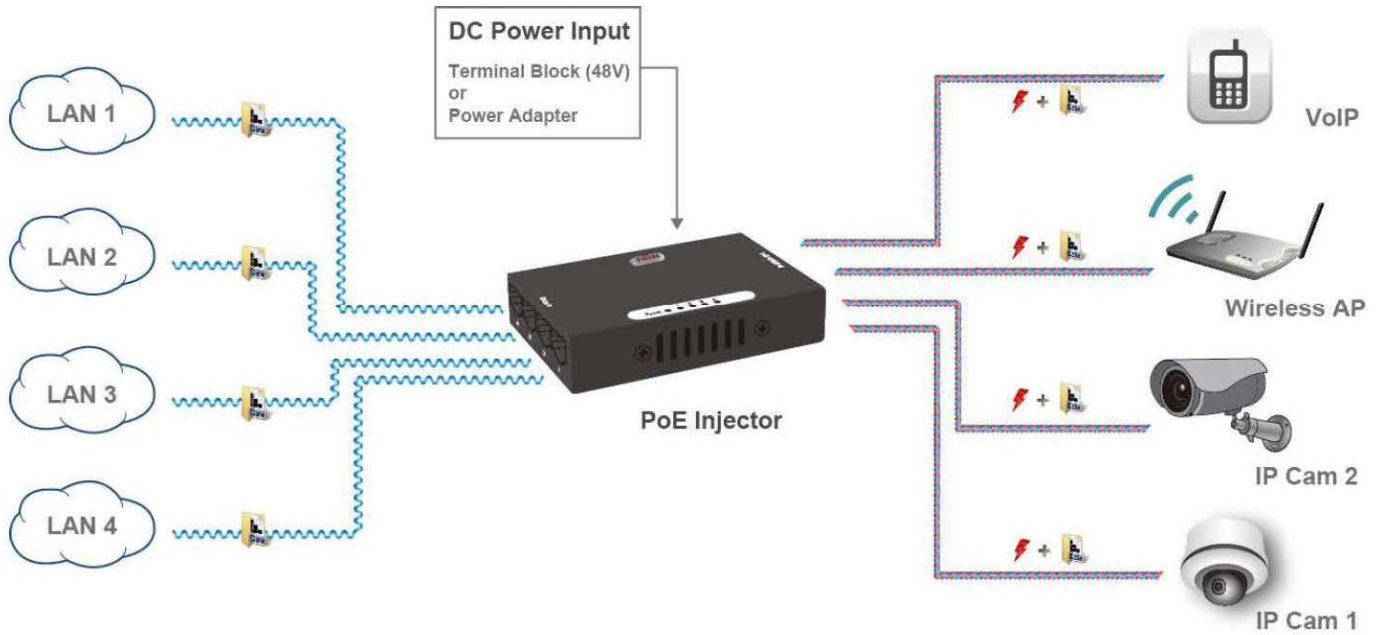 DC Power Input
Terminal Block (48V)
or
Power Adapter
LAN 1
LAN 2
LAN 3
LAN 4
PoE Injector
VoIP
Wireless AP
IP Cam 2
IP Cam 1